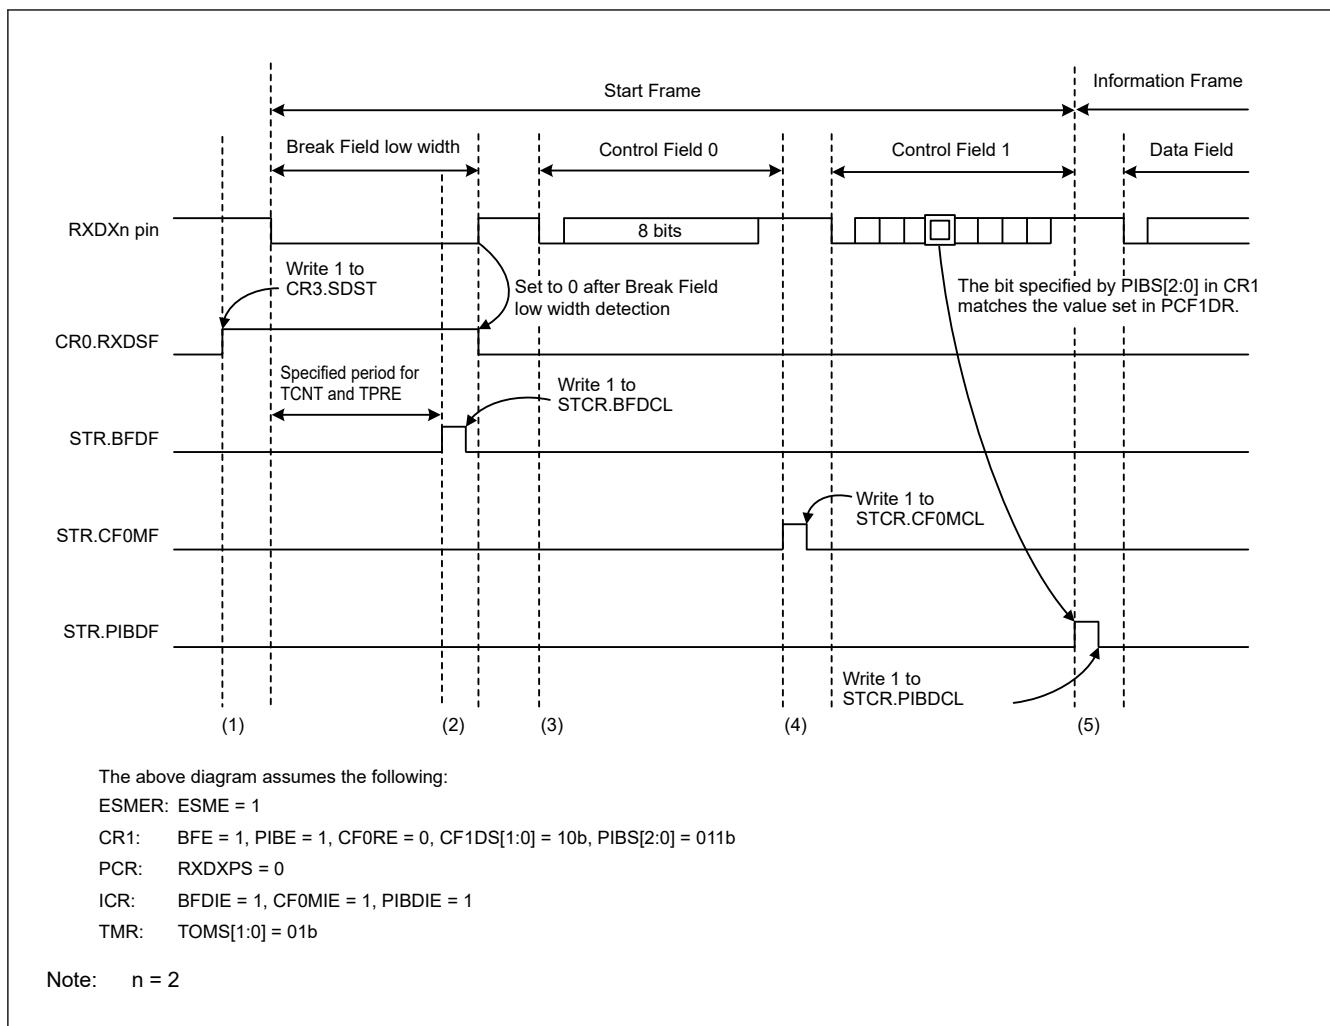 Information Frame
Start Frame
Break Field low width
Control Field 0
Control Field 1
Data Field
RXDXn pin
8 bits
Write 1 to
CR3.SDST
Set to 0 after Break Field
low width detection
The bit specified by PIBS[2:0] in CR1
matches the value set in PCF1DR.
CR0.RXDSF
Specified period for
TCNT and TPRE
Write 1 to
STCR.BFDCL
STR.BFDF
Write 1 to
STCR.CF0MCL
STR.CF0MF
STR.PIBDF
Write 1 to
STCR.PIBDCL
(1)
(2)
(3)
(4)
(5)
The above diagram assumes the following:
ESMER: ESME = 1
CR1: BFE = 1, PIBE = 1, CF0RE = 0, CF1DS[1:0] = 10b, PIBS[2:0] = 011b
PCR: RXDXPS = 0
ICR: BFDIE = 1, CF0MIE = 1, PIBDIE = 1
TMR: TOMS[1:0] = 01b
Note: n = 2